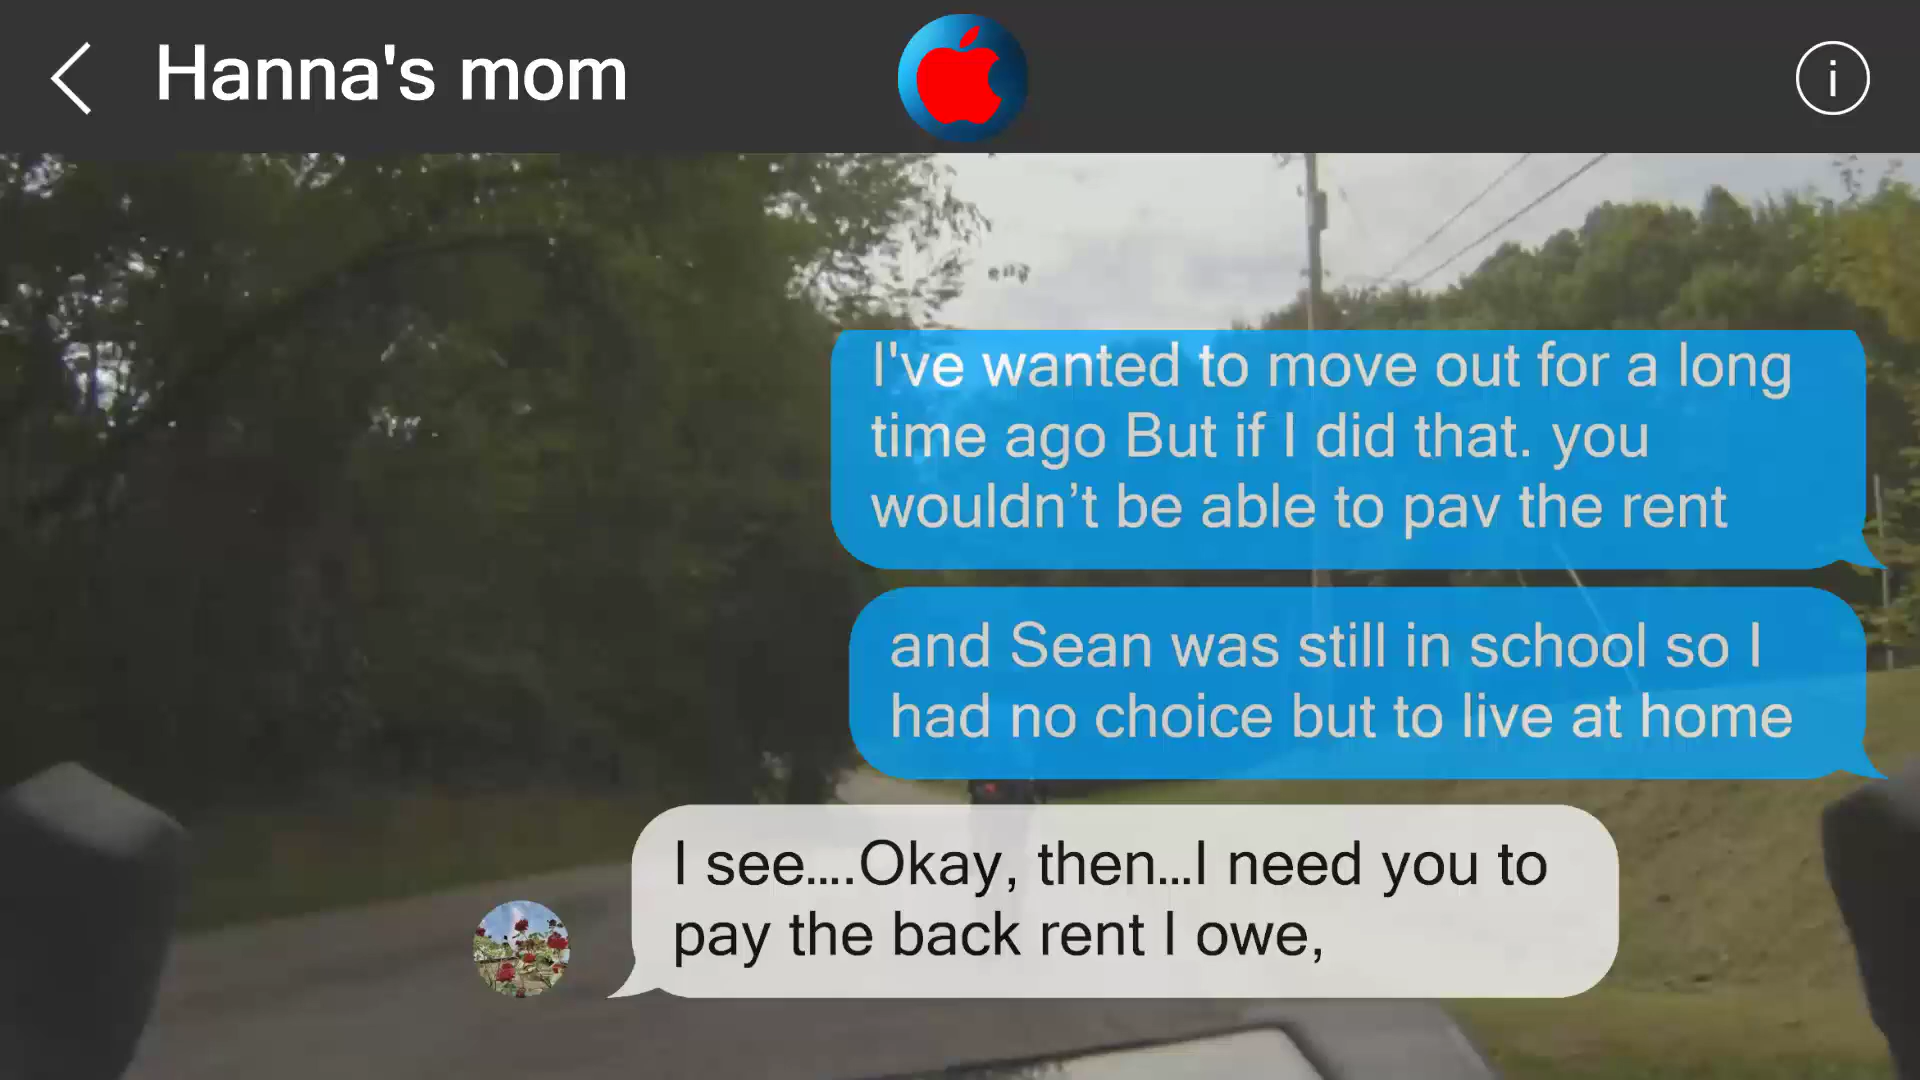 Hanna's mom
i
I've wanted to move out for a long
time ago But if I did that. you
wouldn’t be able to pay the rent
and Sean was still in school so I
had no choice but to live at home
I see....Okay, then...I need you to
pay the back rent I owe,